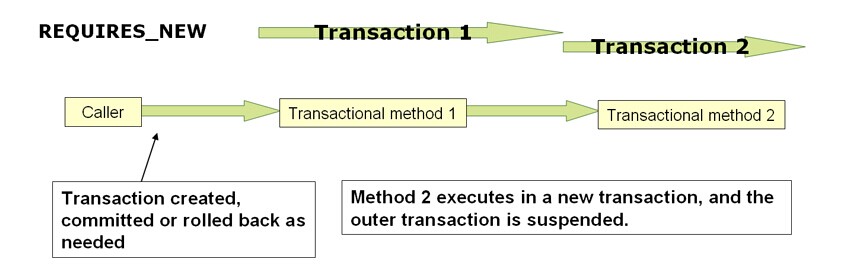 REQUIRES_NEW
Transaction 1
Transaction 2
Caller
Transactional method 1
Transactional method 2
Transaction created,
committed or rolled back as
needed
Method 2 executes in a new transaction, and the
outer transaction is suspended.